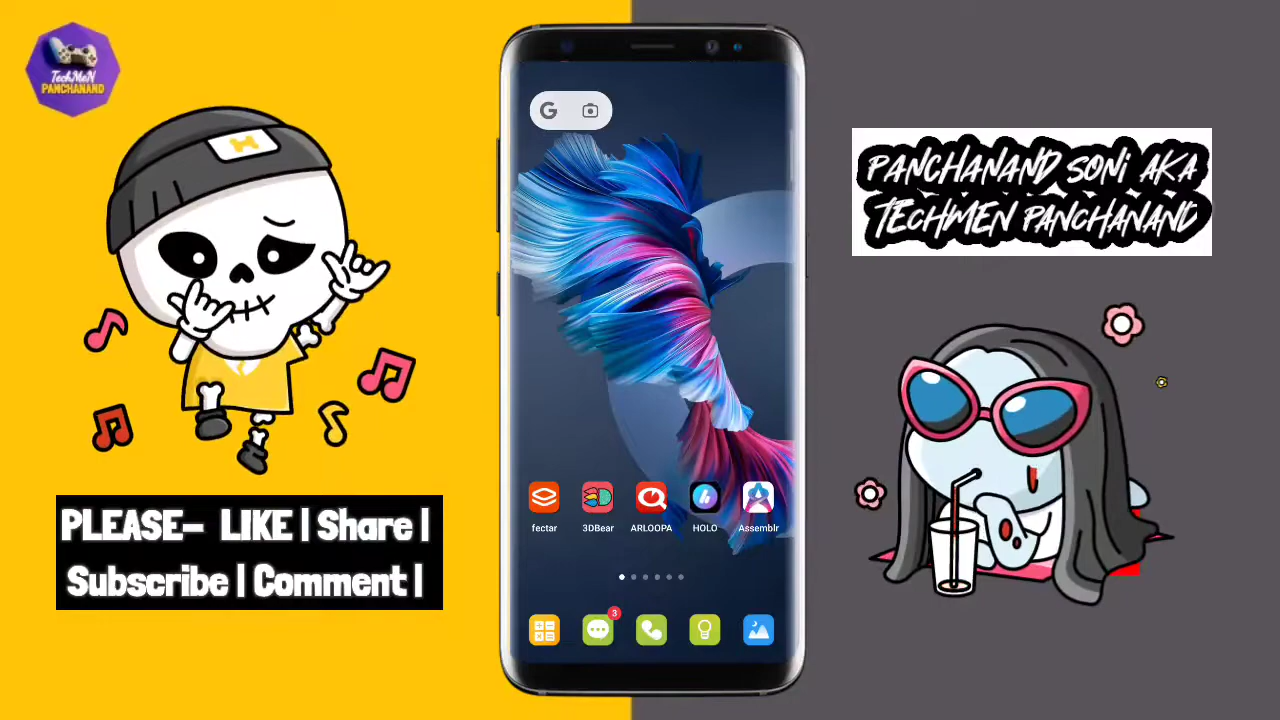 TechMeN
PANCHANAND
G
PANCHANAND SONI AKA
TECHMEN PANCHANAND
fectar
3DBear
ARLOOPA
HOLO
Assemblr
3
PLEASE- LIKE | Share |
Subscribe | Comment |